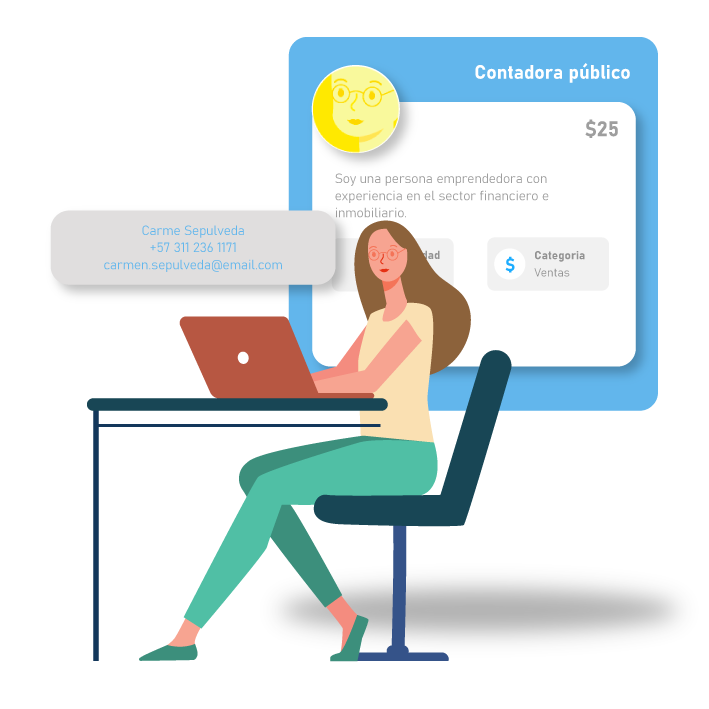 Contadora público
$25
Soy una persona emprendedora con
experiencia en el sector financiero e
inmobiliario.
Carme Sepulveda
+57 311 236 1171
carmen.sepulveda@email.com
$
Categoria
Ventas